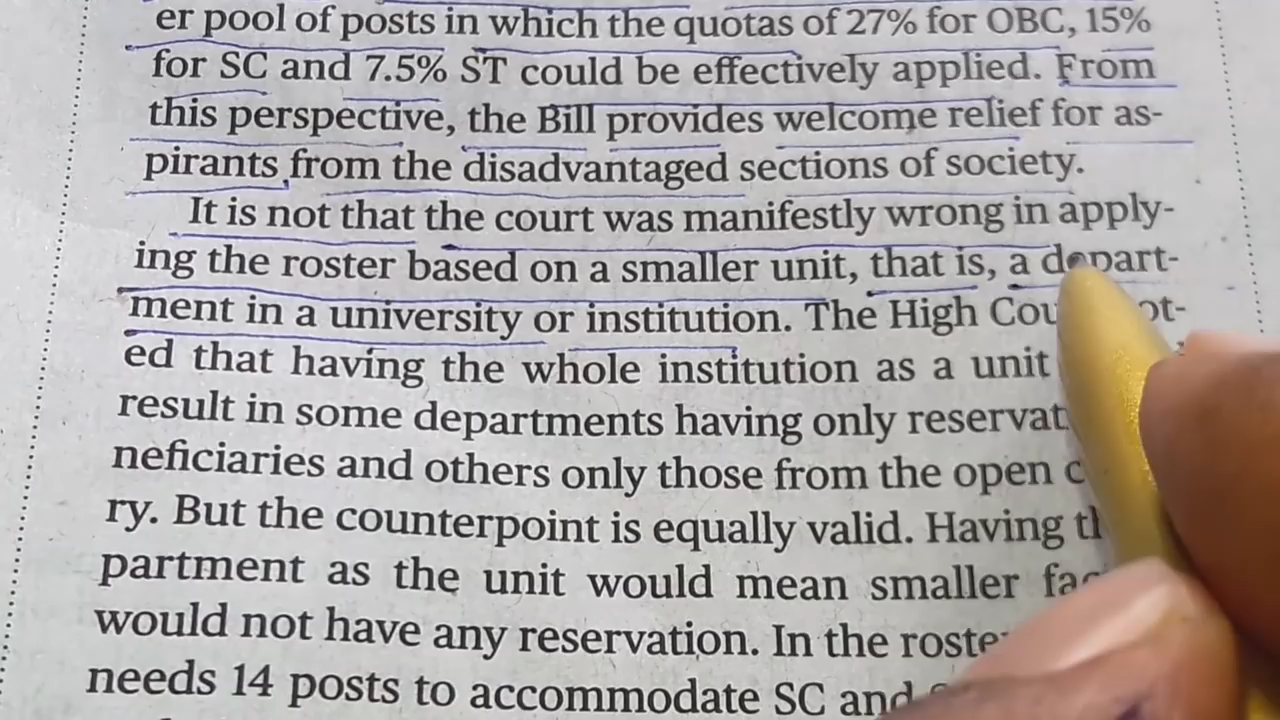 er pool of posts in which the quotas of 27% for OBC, 15%
for SC and 7.5% ST could be effectively applied. From
this perspective, the Bill provides welcome relief for as-
pirants from the disadvantaged sections of society.
It is not that the court was manifestly wrong in apply-
ing the roster based on a smaller unit, that is, a depart-
ment in a university or institution. The High
ed that having the whole institution as a unit
result in some departments having only
neficiaries and others only those from the open
ry. But the counterpoint is equally valid. Having
partment as the unit would mean smaller
would not have any reservation. In the
needs 14 posts to accommodate SC and